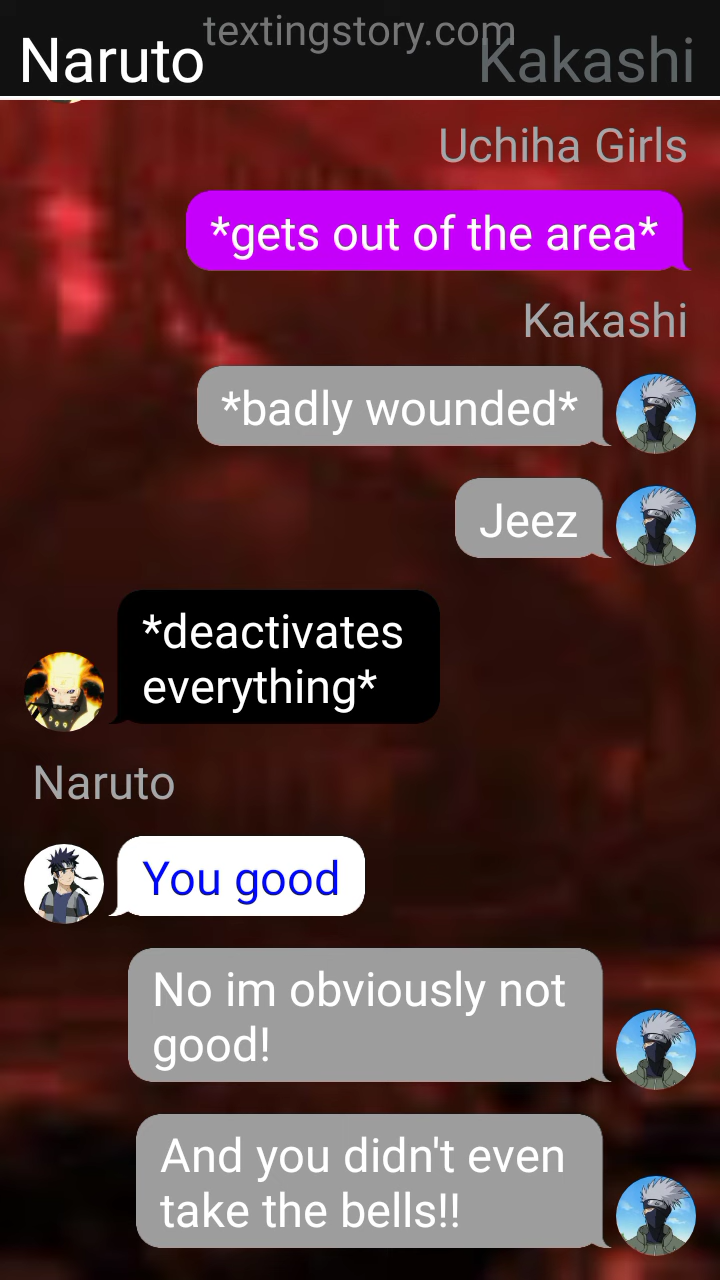 textingstory.com
Naruto
Kakashi
Uchiha Girls
*gets out of the area*
Kakashi
*badly wounded*
Jeez
*deactivates
everything*
Naruto
You good
No im obviously not
good!
And you didn't even
take the bells!!